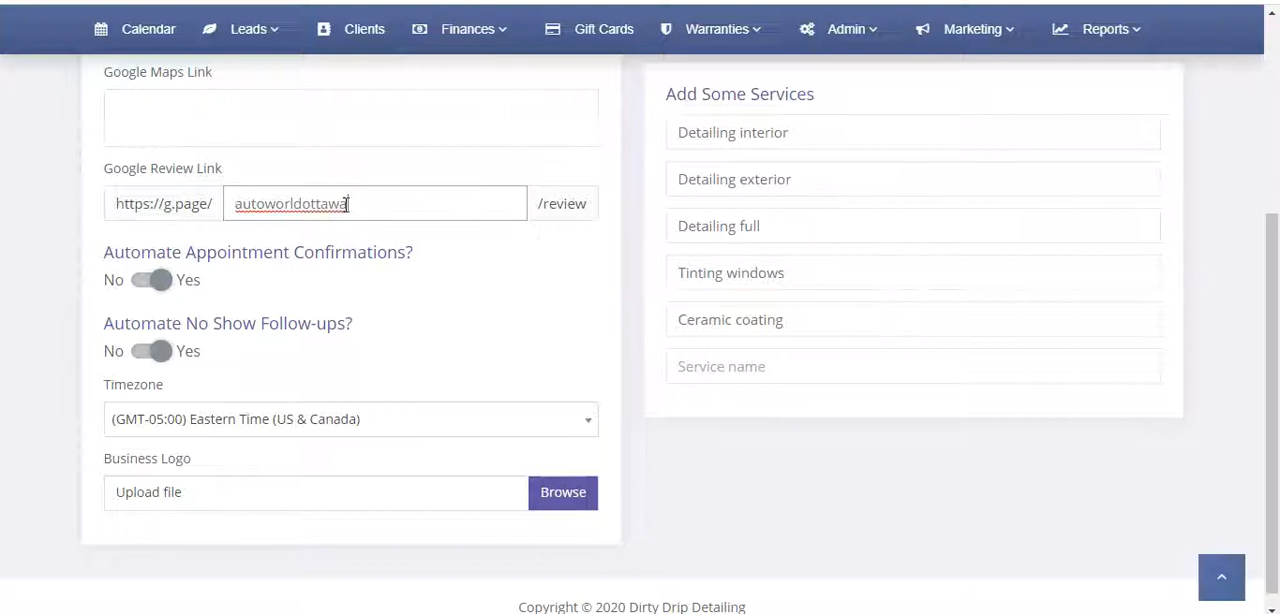 Calendar Leads Clients Finances Gift Cards Warranties Admin Marketing Reports
Google Maps Link
Google Review Link
https://g.page/ autoworldottawa /review
Automate Appointment Confirmations?
No Yes
Automate No Show Follow-ups?
No Yes
Timezone
(GMT-05:00) Eastern Time (US & Canada)
Business Logo
Upload file Browse
Add Some Services
Detailing interior
Detailing exterior
Detailing full
Tinting windows
Ceramic coating
Service name
Copyright © 2020 Dirty Drip Detailing